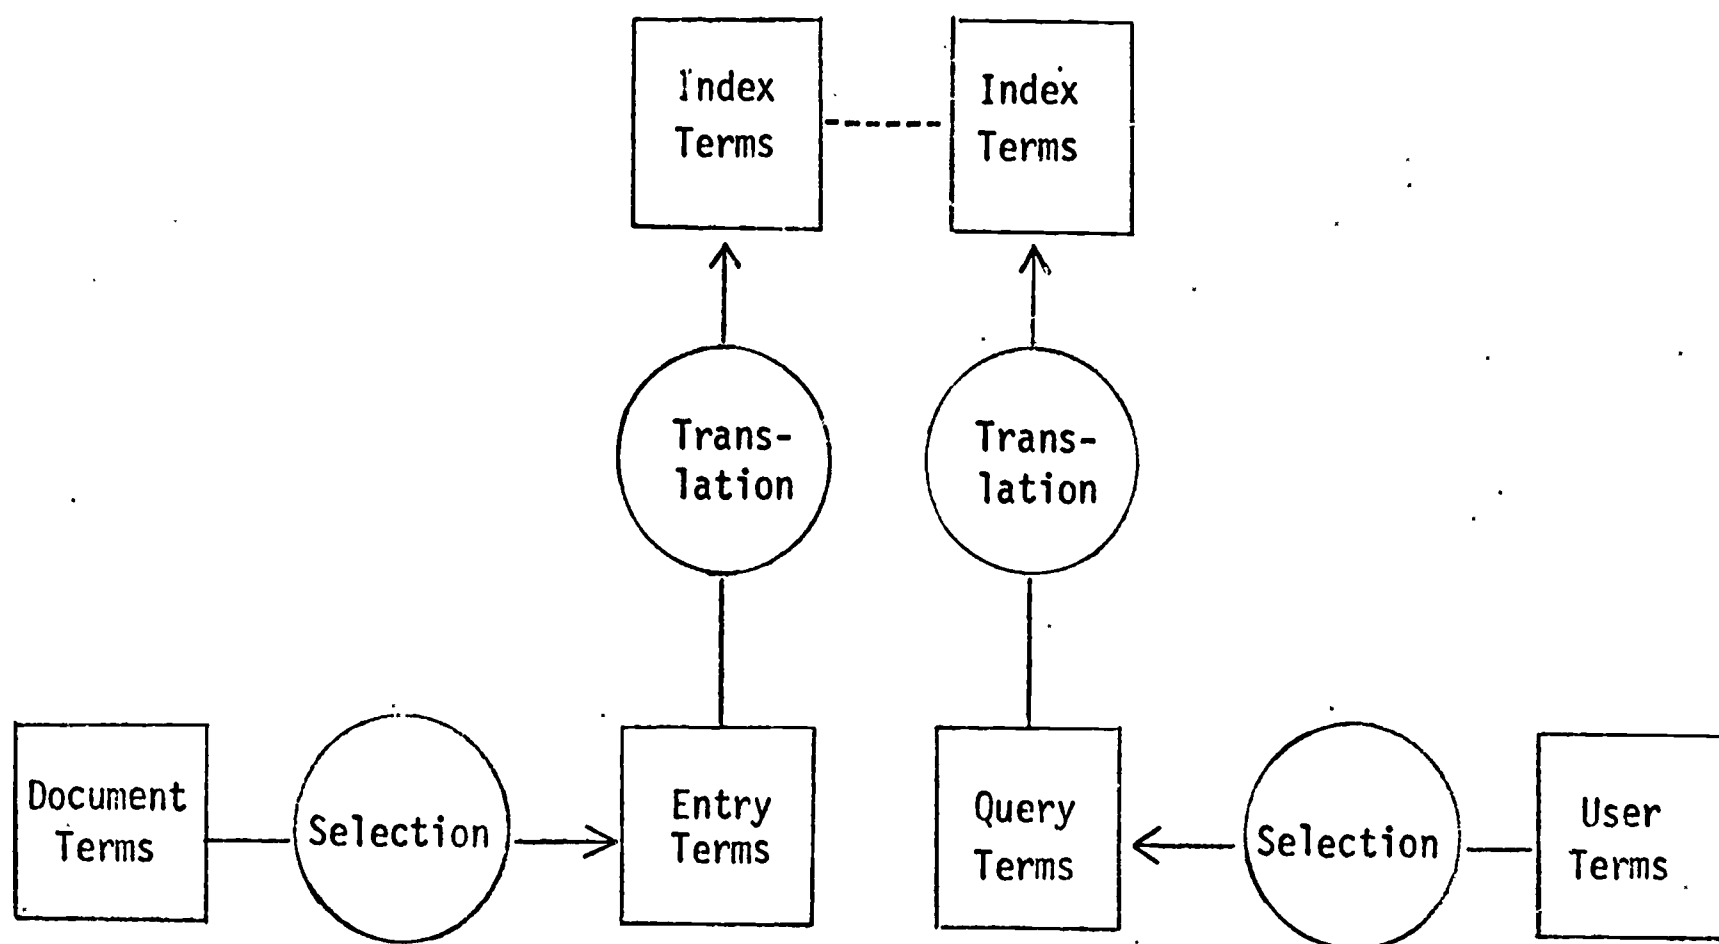 Index
Terms
Index
Terms
Trans-
lation
Trans-
lation
Document
Terms
Selection
Entry
Terms
Query
Terms
Selection
User
Terms